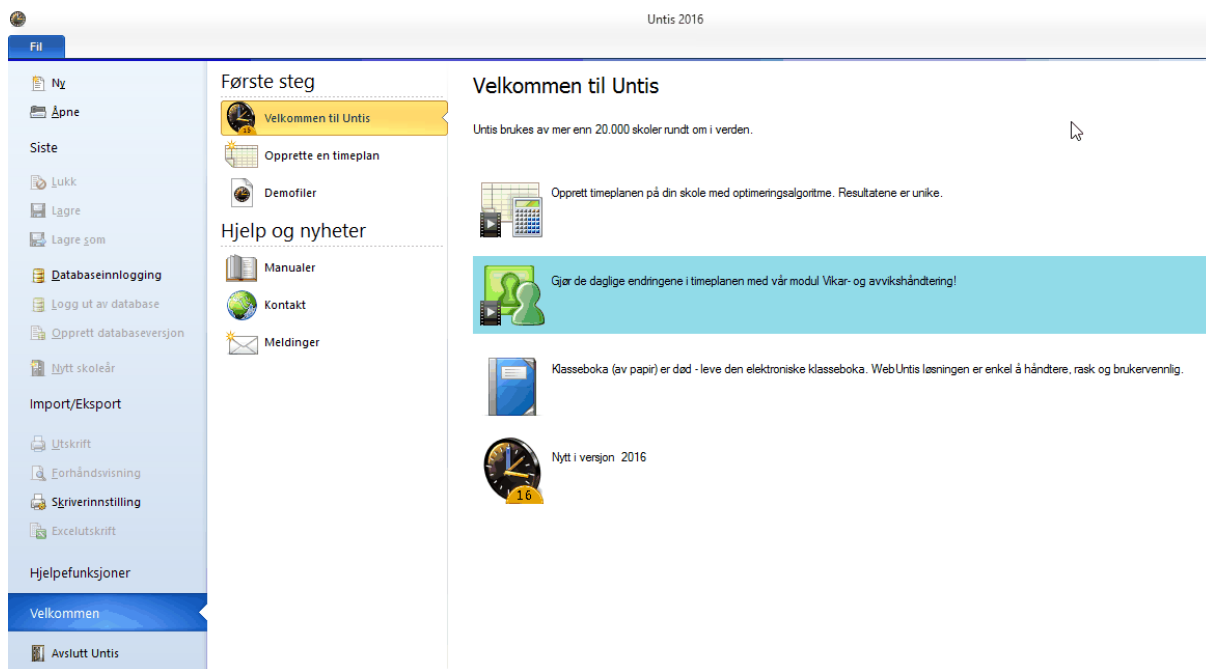 Untis 2016
Fil
Ny
Åpne
Siste
Lukk
Lagre
Lagre som
Databaseinnlogging
Logg ut av database
Opprett databaseversjon
Nytt skoleår
Import/Eksport
Utskrift
Forhåndsvisning
Skriverinnstilling
Excelutskrift
Hjelpefunksjoner
Velkommen
Avslutt Untis
Første steg
Velkommen til Untis
15
Opprette en timeplan
Demofiler
Hjelp og nyheter
Manualer
Kontakt
Meldinger
Velkommen til Untis
Untis brukes av mer enn 20.000 skoler rundt om i verden.
Opprett timeplanen på din skole med optimeringsalgoritme. Resultatene er unike.
Gjør de daglige endringene i timeplanen med vår modul Vikar- og avvikshåndtering!
Klasseboka (av papir) er død - leve den elektroniske klasseboka. WebUntis løsningen er enkel å håndtere, rask og brukervennlig.
Nytt i versjon 2016
16